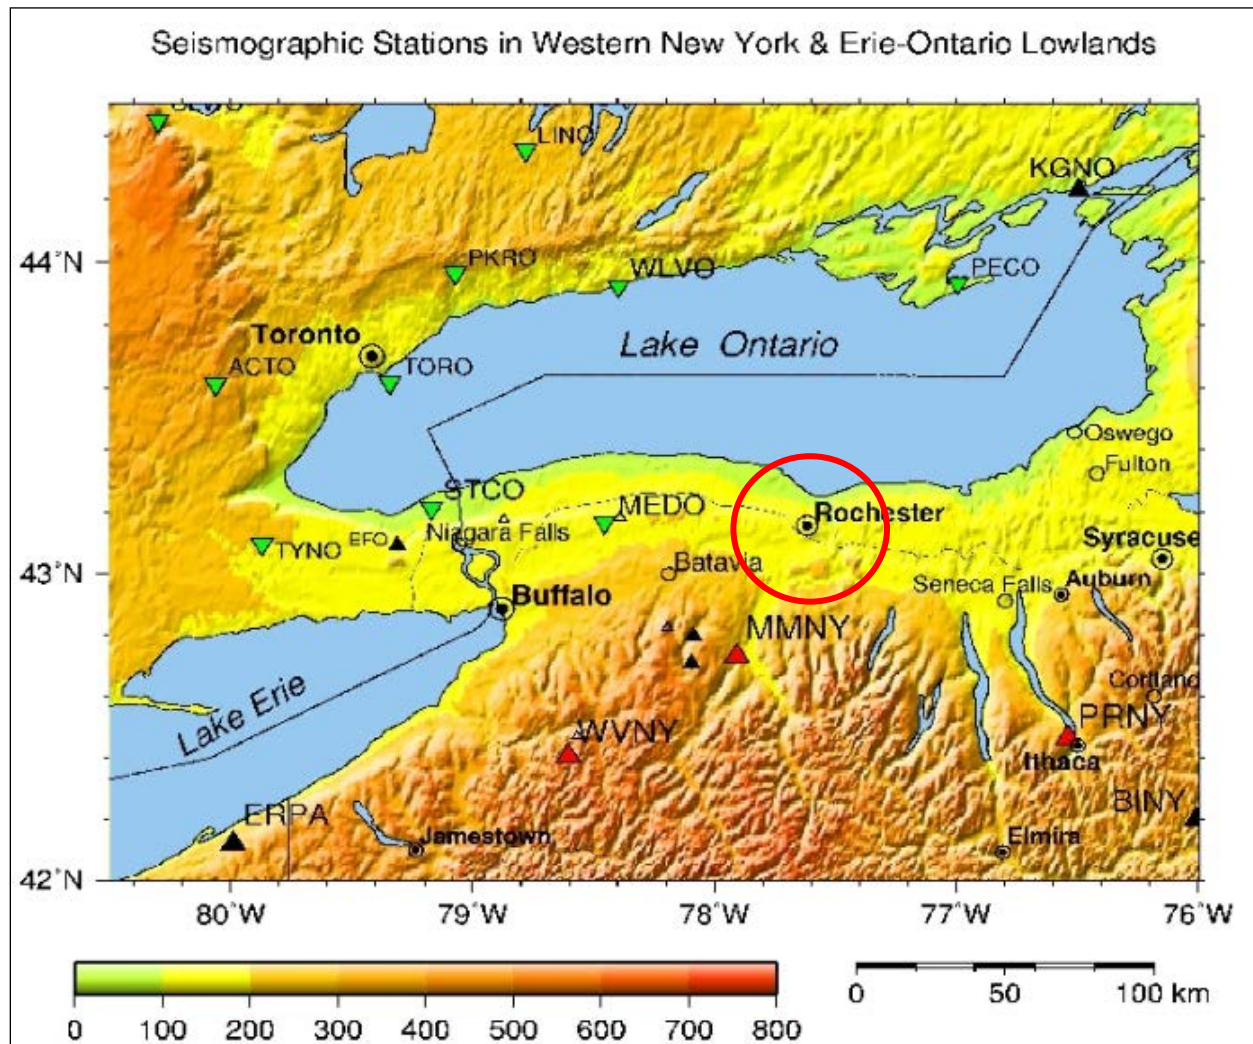 Seismographic Stations in Western New York & Erie-Ontario Lowlands
LINO
KGNO
44°N
PKRO
WLVO
PECO
Toronto
Lake Ontario
ACTO
TORO
Oswego
Fulton
STCO
MEDO
Rochester
EFO
Niagara Falls
TYNO
Syracuse
43°N
Batavia
Seneca Falls
Auburn
Buffalo
MMNY
Cortland
Lake Erie
WVNY
PRNY
Ithaca
BINY
ERPA
Jamestown
Elmira
42°N
80°W
79°W
78°W
77°W
76°W
0
50
100 km
0
100
200
300
400
500
600
700
800